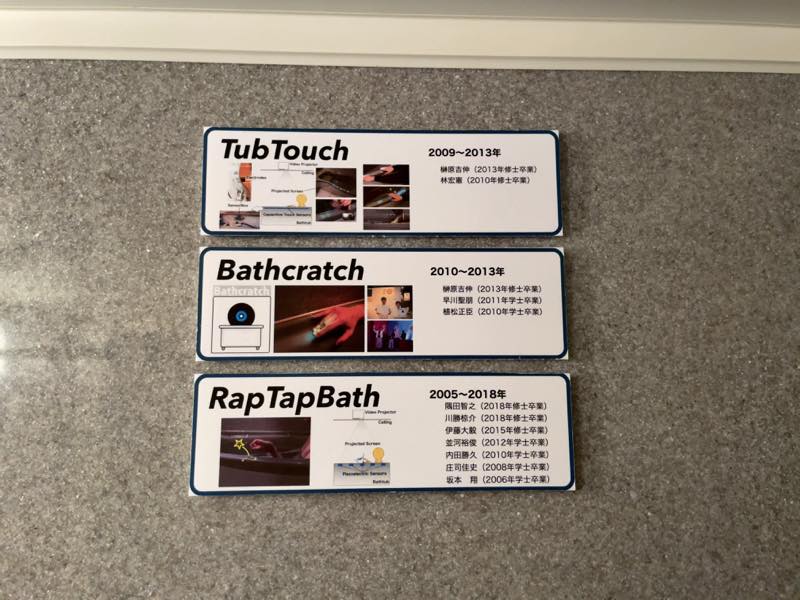 TubTouch
2009〜2013年
榊原吉伸（2013年修士卒業）
林宏憲（2010年修士卒業）
Video Projector
Ceiling
Electrodes
Projected Screen
SensorBox
Capacitive Touch Sensors
Bathtub
Bathcratch
2010〜2013年
榊原吉伸（2013年修士卒業）
早川聖朋（2011年学士卒業）
植松正臣（2010年学士卒業）
Bathcratch
RapTapBath
2005〜2018年
隅田智之（2018年修士卒業）
川勝椋介（2018年修士卒業）
伊藤大毅（2015年修士卒業）
並河裕俊（2012年学士卒業）
内田勝久（2010年学士卒業）
庄司佳史（2008年学士卒業）
坂本　翔（2006年学士卒業）
Video Projector
Ceiling
Projected Screen
Piezoelectric Sensors
Bathtub